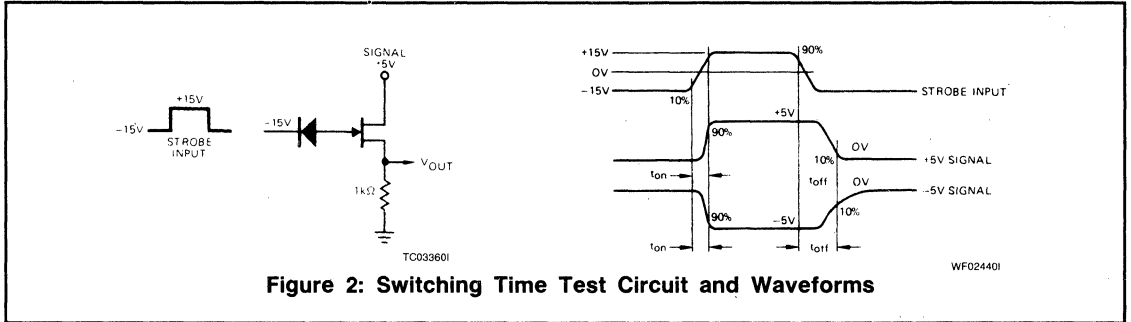 SIGNAL
+5V
+15V
-15V
STROBE
INPUT
-15V
VOUT
1kΩ
TC03360I
+15V
0V
-15V
10%
90%
STROBE INPUT
+5V
90%
10%
0V
+5V SIGNAL
ton
toff
0V
-5V SIGNAL
90%
-5V
10%
ton
toff
WF02440I
Figure 2: Switching Time Test Circuit and Waveforms